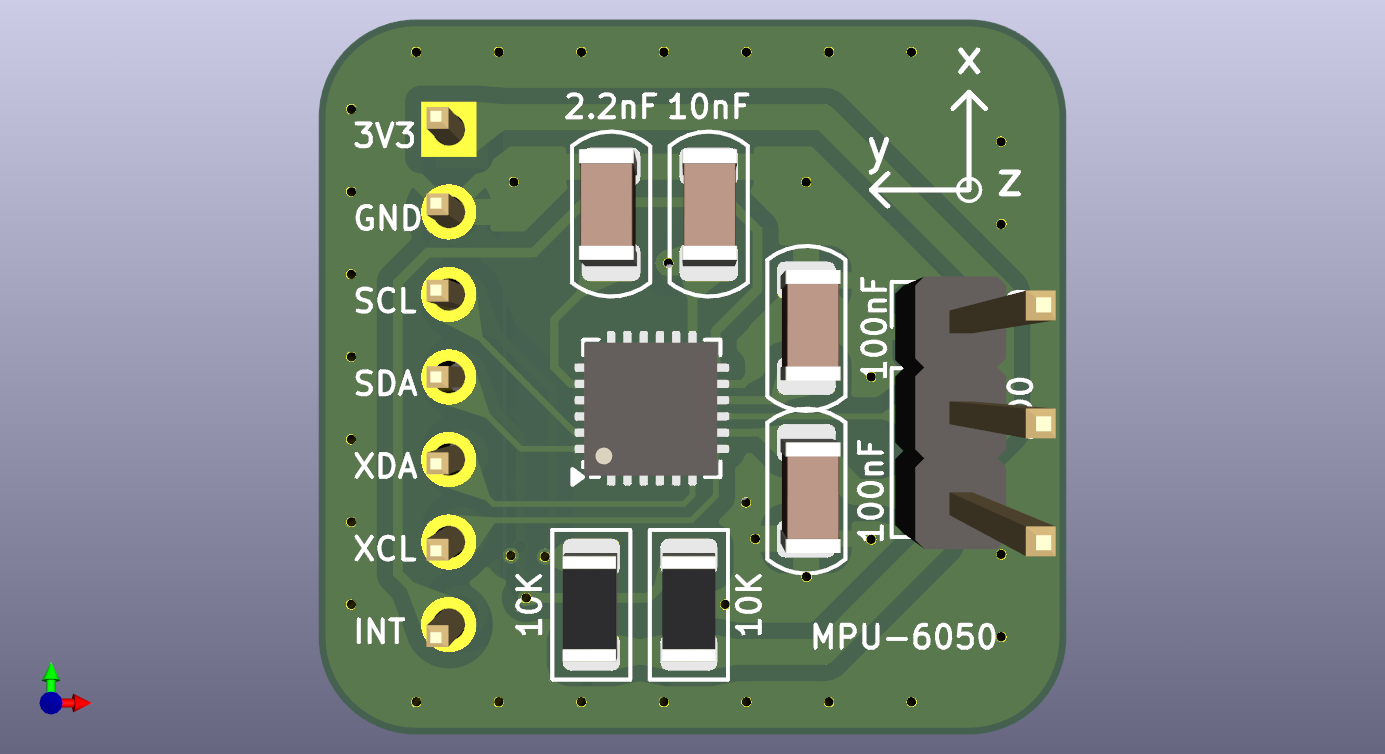 x
2.2nF 10nF
3V3
y
z
GND
SCL
100nF
SDA
XDA
100nF
XCL
10K
10K
INT
MPU-6050